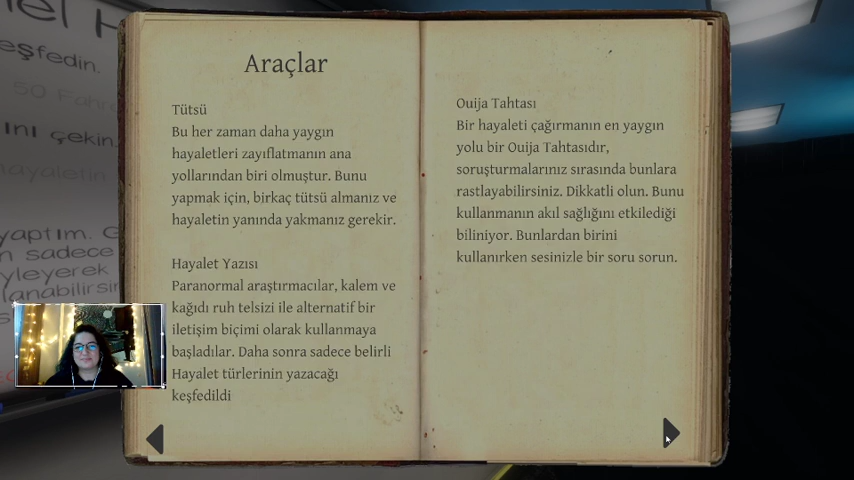 eşfedin.
50 Fahre
ını çekin.
hayaletin
yaptım. G
n sadece
yleyerek
lanabilirsin
Araçlar
Tütsü
Bu her zaman daha yaygın
hayaletleri zayıflatmanın ana
yollarından biri olmuştur. Bunu
yapmak için, birkaç tütsü almanız ve
hayaletin yanında yakmanız gerekir.
Hayalet Yazısı
Paranormal araştırmacılar, kalem ve
kağıdı ruh telsizi ile alternatif bir
iletişim biçimi olarak kullanmaya
başladılar. Daha sonra sadece belirli
Hayalet türlerinin yazacağı
keşfedildi
Ouija Tahtası
Bir hayaleti çağırmanın en yaygın
yolu bir Ouija Tahtasıdır,
soruşturmalarınız sırasında bunlara
rastlayabilirsiniz. Dikkatli olun. Bunu
kullanmanın akıl sağlığını etkilediği
biliniyor. Bunlardan birini
kullanırken sesinizle bir soru sorun.